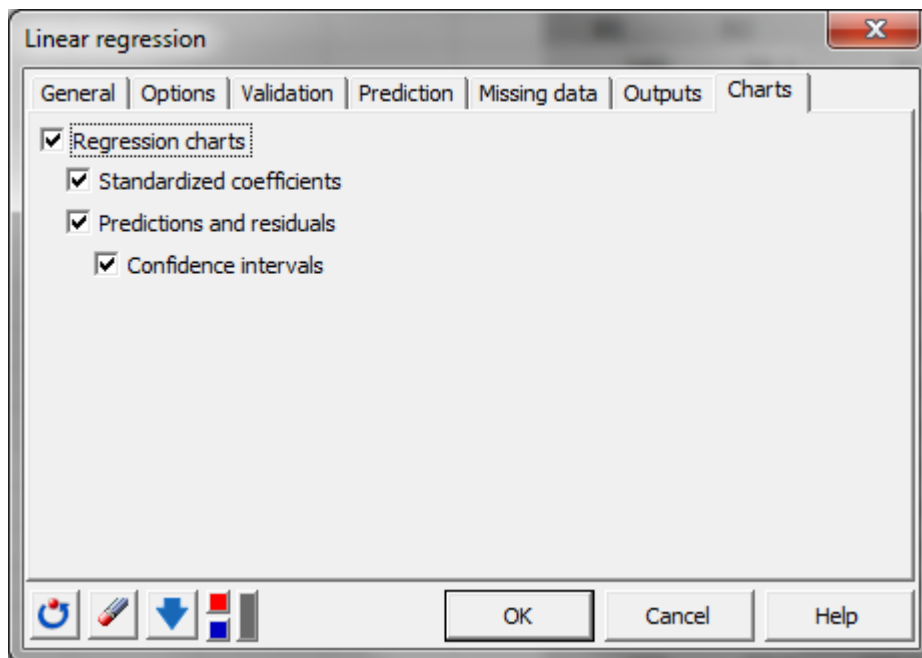 Linear regression
General Options Validation Prediction Missing data Outputs Charts
Regression charts
Standardized coefficients
Predictions and residuals
Confidence intervals
OK Cancel Help